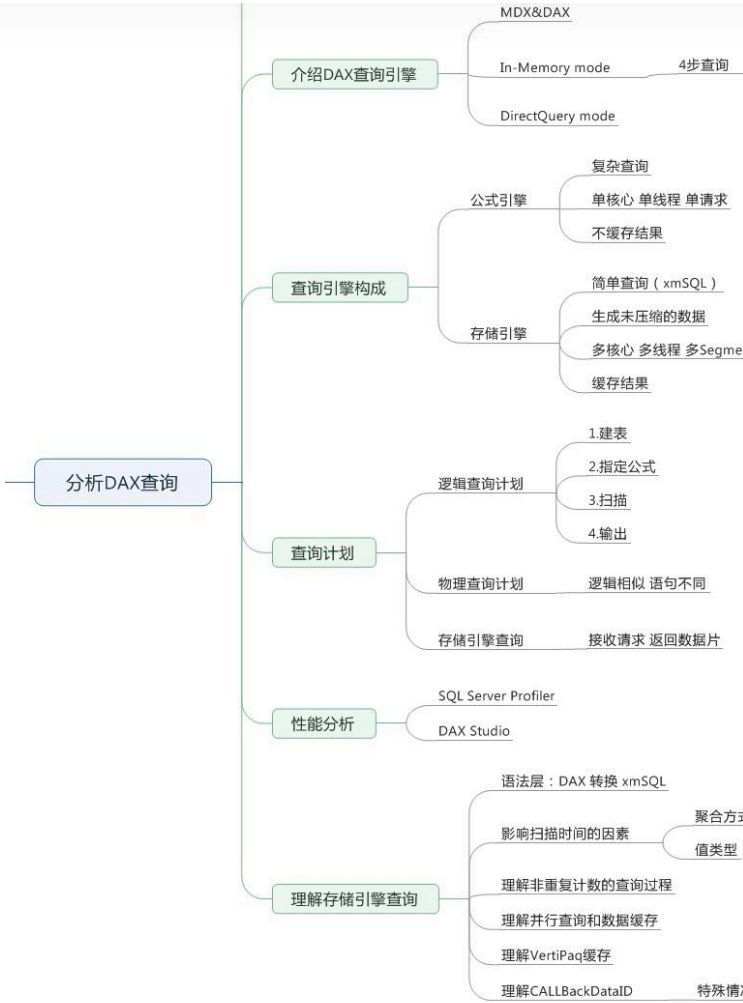 MDX&DAX
介绍DAX查询引擎
In-Memory mode
4步查询
DirectQuery mode
复杂查询
公式引擎
单核心 单线程 单请求
不缓存结果
查询引擎构成
简单查询（xmSQL）
生成未压缩的数据
存储引擎
多核心 多线程 多Segme
缓存结果
分析DAX查询
1.建表
2.指定公式
逻辑查询计划
3.扫描
4.输出
查询计划
物理查询计划
逻辑相似 语句不同
存储引擎查询
接收请求 返回数据片
SQL Server Profiler
性能分析
DAX Studio
语法层：DAX 转换 xmSQL
聚合方式
影响扫描时间的因素
值类型
理解非重复计数的查询过程
理解存储引擎查询
理解并行查询和数据缓存
理解VertiPaq缓存
理解CALLBackDataID
特殊情况